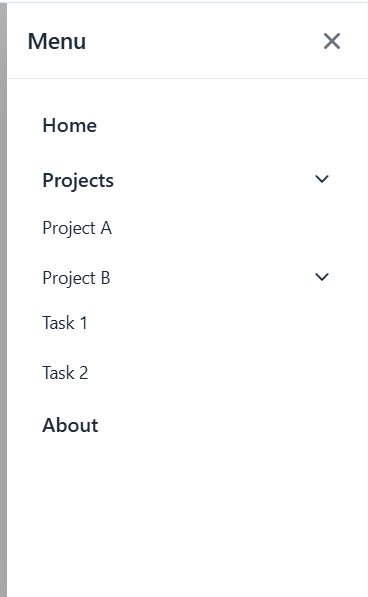 Menu
Home
Projects
Project A
Project B
Task 1
Task 2
About